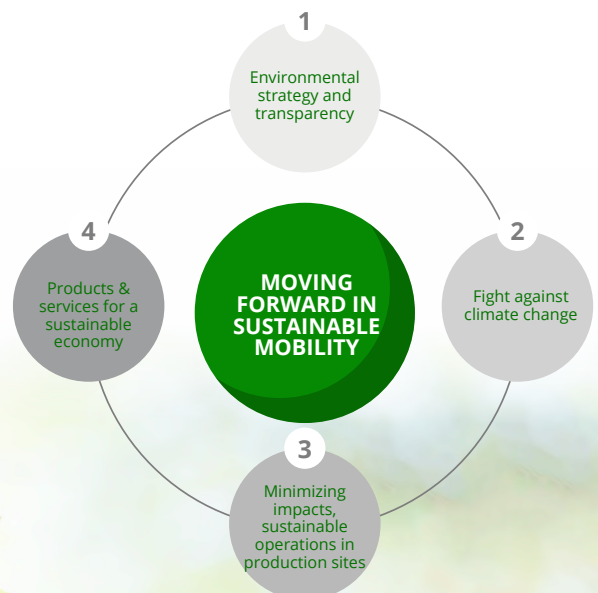 1
Environmental
strategy and
transparency
2
Fight against
climate change
3
Minimizing
impacts,
sustainable
operations in
production sites
4
Products &
services for a
sustainable
economy
MOVING
FORWARD IN
SUSTAINABLE
MOBILITY